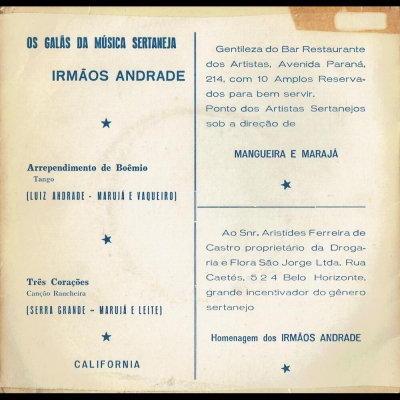 OS GALÃS DA MÚSICA SERTANEJA
IRMÃOS ANDRADE
Arrependimento de Boêmio
Tango
(LUIZ ANDRADE - MARUJÁ E VAQUEIRO)
Três Corações
Canção Rancheira
(SERRA GRANDE - MARUJÁ E LEITE)
CALIFORNIA
Gentileza do Bar Restaurante
dos Artistas, Avenida Paraná,
214, com 10 Amplos Reserva-
dos para bem servir.
Ponto dos Artistas Sertanejos
sob a direção de
MANGUEIRA E MARAJÁ
Ao Snr. Aristides Ferreira de
Castro proprietário da Droga-
ria e Flora São Jorge Ltda. Rua
Caetés, 524 Belo Horizonte,
grande incentivador do gênero
sertanejo
Homenagem dos IRMÃOS ANDRADE